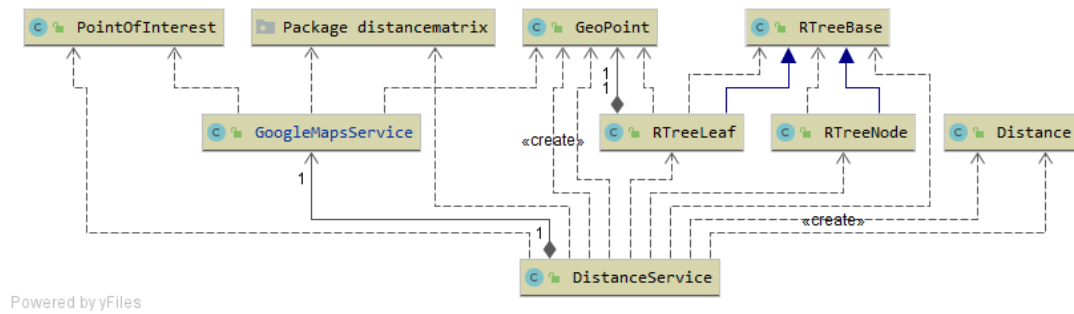 PointOfInterest
Package distancematrix
GeoPoint
RTreeBase
1
1
GoogleMapsService
RTreeLeaf
RTreeNode
Distance
«create»
1
«create»
1
DistanceService
Powered by yFiles